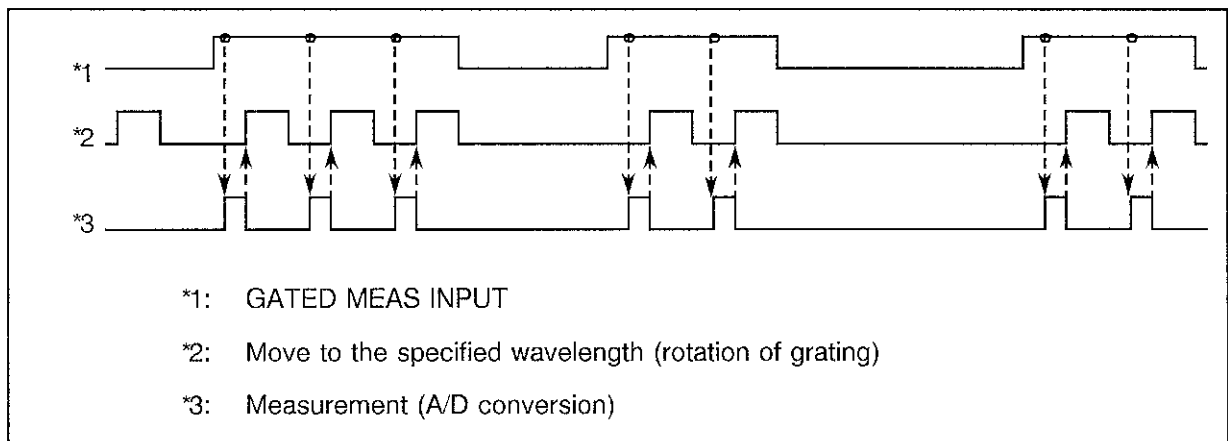 *1
*2
*3
*1: GATED MEAS INPUT
*2: Move to the specified wavelength (rotation of grating)
*3: Measurement (A/D conversion)